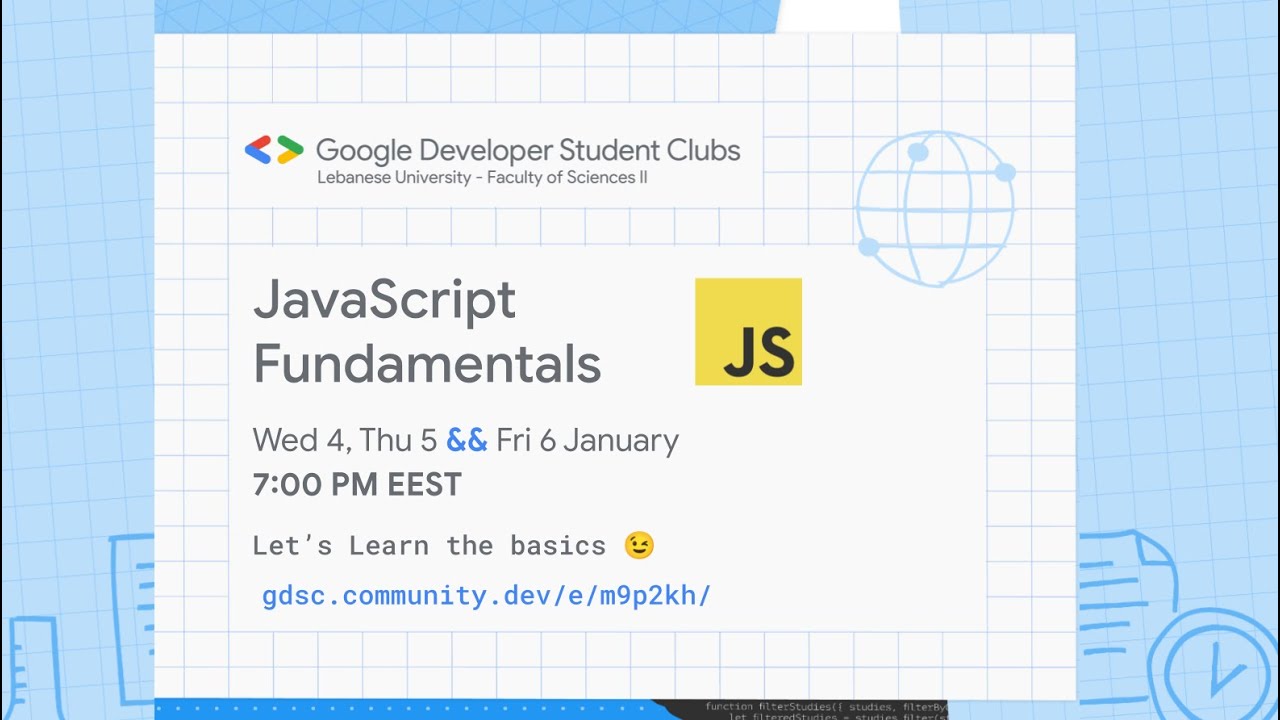 Google Developer Student Clubs
Lebanese University - Faculty of Sciences II
JavaScript
Fundamentals
JS
Wed 4, Thu 5 && Fri 6 January
7:00 PM EEST
Let’s Learn the basics 😉
gdsc.community.dev/e/m9p2kh/
function filterStudies({ studies, filterBy
let filteredStudies = studies.filter(